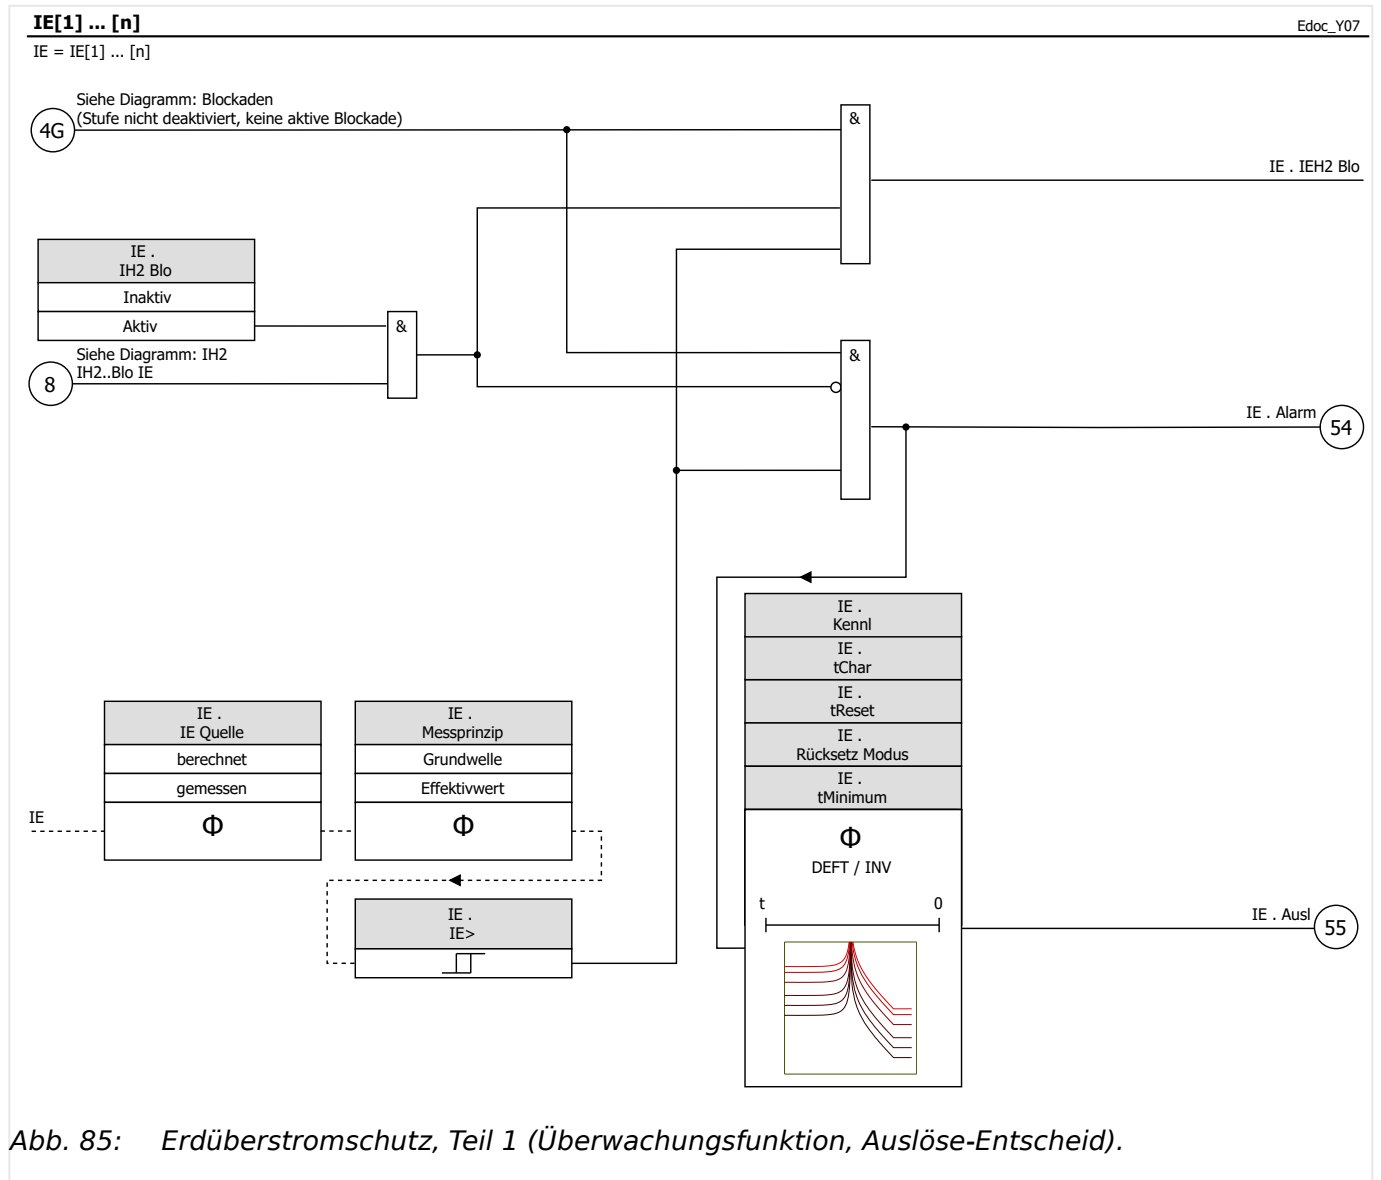 IE[1] ... [n]
Edoc_Y07
IE = IE[1] ... [n]
Siehe Diagramm: Blockaden
4G
(Stufe nicht deaktiviert, keine aktive Blockade)
&
IE . IEH2 Blo
IE .
IH2 Blo
Inaktiv
Aktiv
&
Siehe Diagramm: IH2
8
IH2..Blo IE
&
IE . Alarm
54
IE .
Kennl
IE .
tChar
IE .
tReset
IE .
Rücksetz Modus
IE .
tMinimum
Φ
DEFT / INV
t
0
IE .
IE Quelle
berechnet
gemessen
Φ
IE .
Messprinzip
Grundwelle
Effektivwert
Φ
IE
IE .
IE>
IE . Ausl
55
Abb. 85: Erdüberstromschutz, Teil 1 (Überwachungsfunktion, Auslöse-Entscheid).